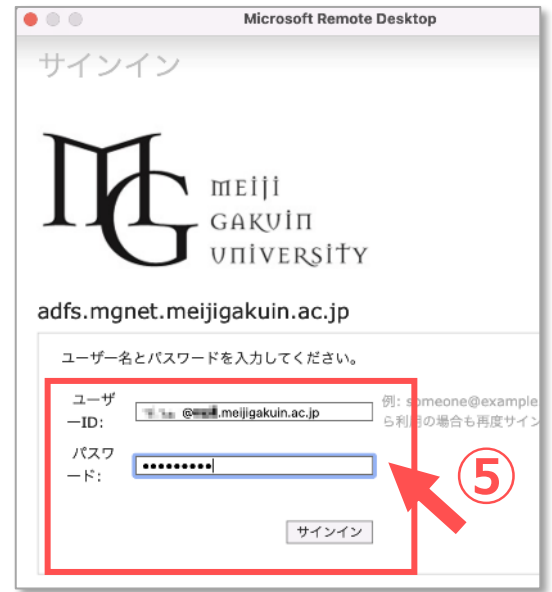 Microsoft Remote Desktop
サインイン
MG
MEIJI
GAKUIN
UNIVERSITY
adfs.mgnet.meijigakuin.ac.jp
ユーザー名とパスワードを入力してください。
ユーザ
ーID:
@
.meijigakuin.ac.jp
例: someone@example
ら利用の場合も再度サイン
パスワ
ード:
•••••••••
⑤
サインイン